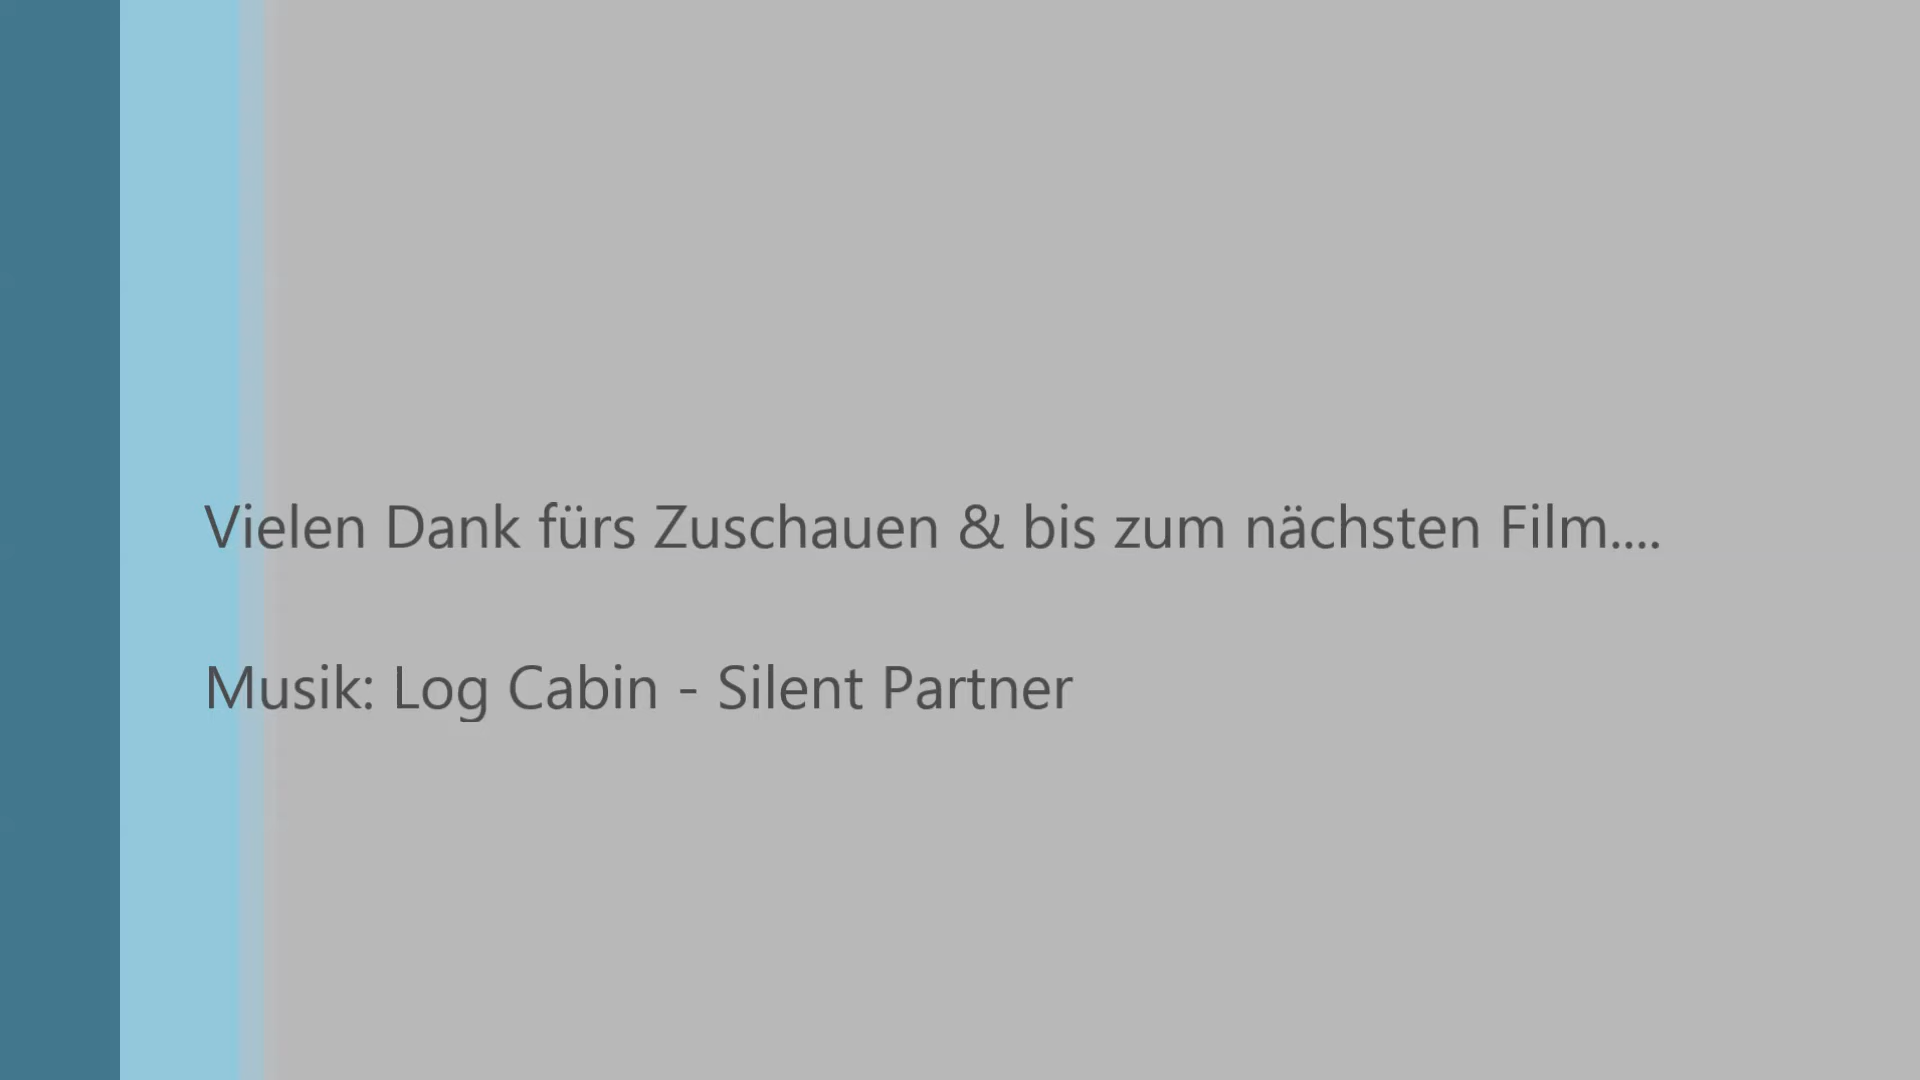 Vielen Dank fürs Zuschauen & bis zum nächsten Film....
Musik: Log Cabin - Silent Partner